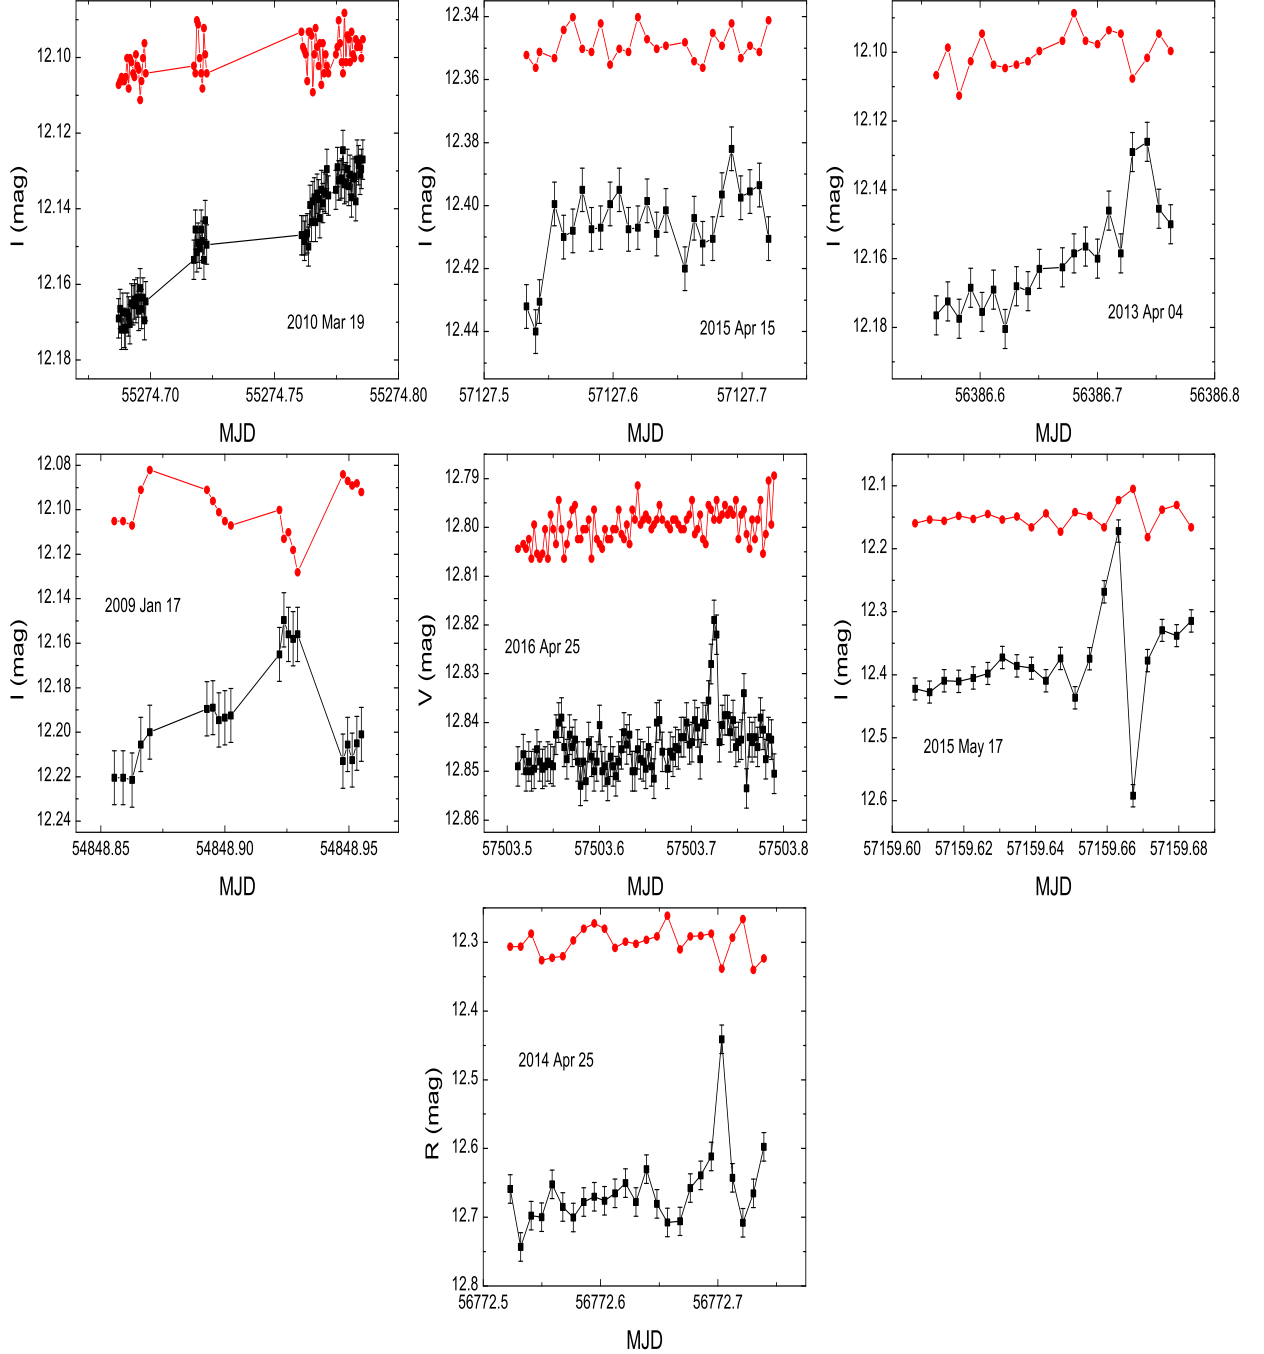 12.10
12.12
12.14
12.16
12.18
I (mag)
2010 Mar 19
55274.70 55274.75 55274.80
MJD
12.34
12.36
12.38
12.40
12.42
12.44
I (mag)
2015 Apr 15
57127.5 57127.6 57127.7
MJD
12.10
12.12
12.14
12.16
12.18
I (mag)
2013 Apr 04
56386.6 56386.7 56386.8
MJD
12.08
12.10
12.12
12.14
12.16
12.18
12.20
12.22
12.24
I (mag)
2009 Jan 17
54848.85 54848.90 54848.95
MJD
12.79
12.80
12.81
12.82
12.83
12.84
12.85
12.86
V (mag)
2016 Apr 25
57503.5 57503.6 57503.7 57503.8
MJD
12.1
12.2
12.3
12.4
12.5
12.6
I (mag)
2015 May 17
57159.60 57159.62 57159.64 57159.66 57159.68
MJD
12.3
12.4
12.5
12.6
12.7
12.8
R (mag)
2014 Apr 25
56772.5 56772.6 56772.7
MJD